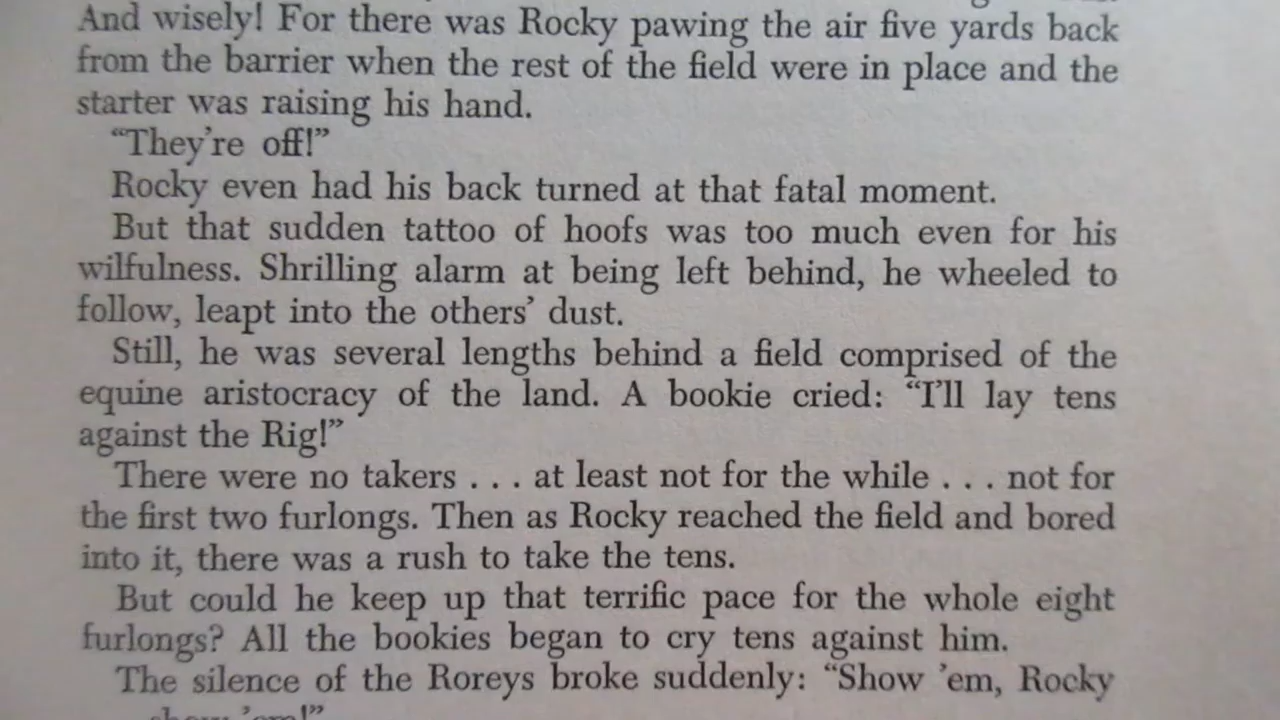 And wisely! For there was Rocky pawing the air five yards back
from the barrier when the rest of the field were in place and the
starter was raising his hand.
“They’re off!”
Rocky even had his back turned at that fatal moment.
But that sudden tattoo of hoofs was too much even for his
wilfulness. Shrilling alarm at being left behind, he wheeled to
follow, leapt into the others’ dust.
Still, he was several lengths behind a field comprised of the
equine aristocracy of the land. A bookie cried: “I’ll lay tens
against the Rig!”
There were no takers . . . at least not for the while . . . not for
the first two furlongs. Then as Rocky reached the field and bored
into it, there was a rush to take the tens.
But could he keep up that terrific pace for the whole eight
furlongs? All the bookies began to cry tens against him.
The silence of the Roreys broke suddenly: “Show ’em, Rocky
show ’em!”